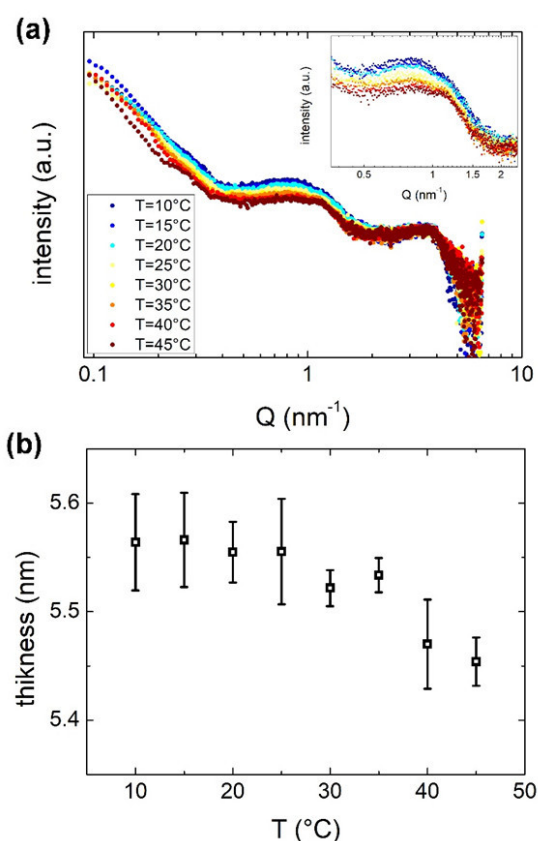 (a)
intensity (a.u.)
intensity (a.u.)
0.5
1
1.5
2
Q (nm-1)
T=10°C
T=15°C
T=20°C
T=25°C
T=30°C
T=35°C
T=40°C
T=45°C
0.1
1
10
Q (nm-1)
(b)
thikness (nm)
5.6
5.5
5.4
10
20
30
40
50
T (°C)